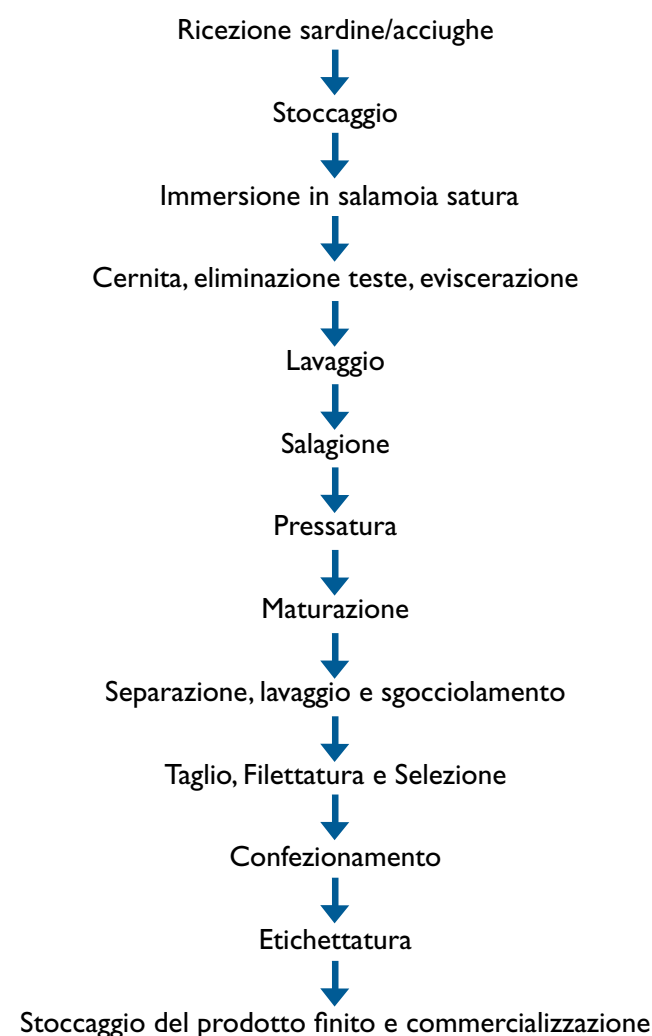 Ricezione sardine/acciughe
Stoccaggio
Immersione in salamoia satura
Cernita, eliminazione teste, eviscerazione
Lavaggio
Salagione
Pressatura
Maturazione
Separazione, lavaggio e sgocciolamento
Taglio, Filettatura e Selezione
Confezionamento
Etichettatura
Stoccaggio del prodotto finito e commercializzazione